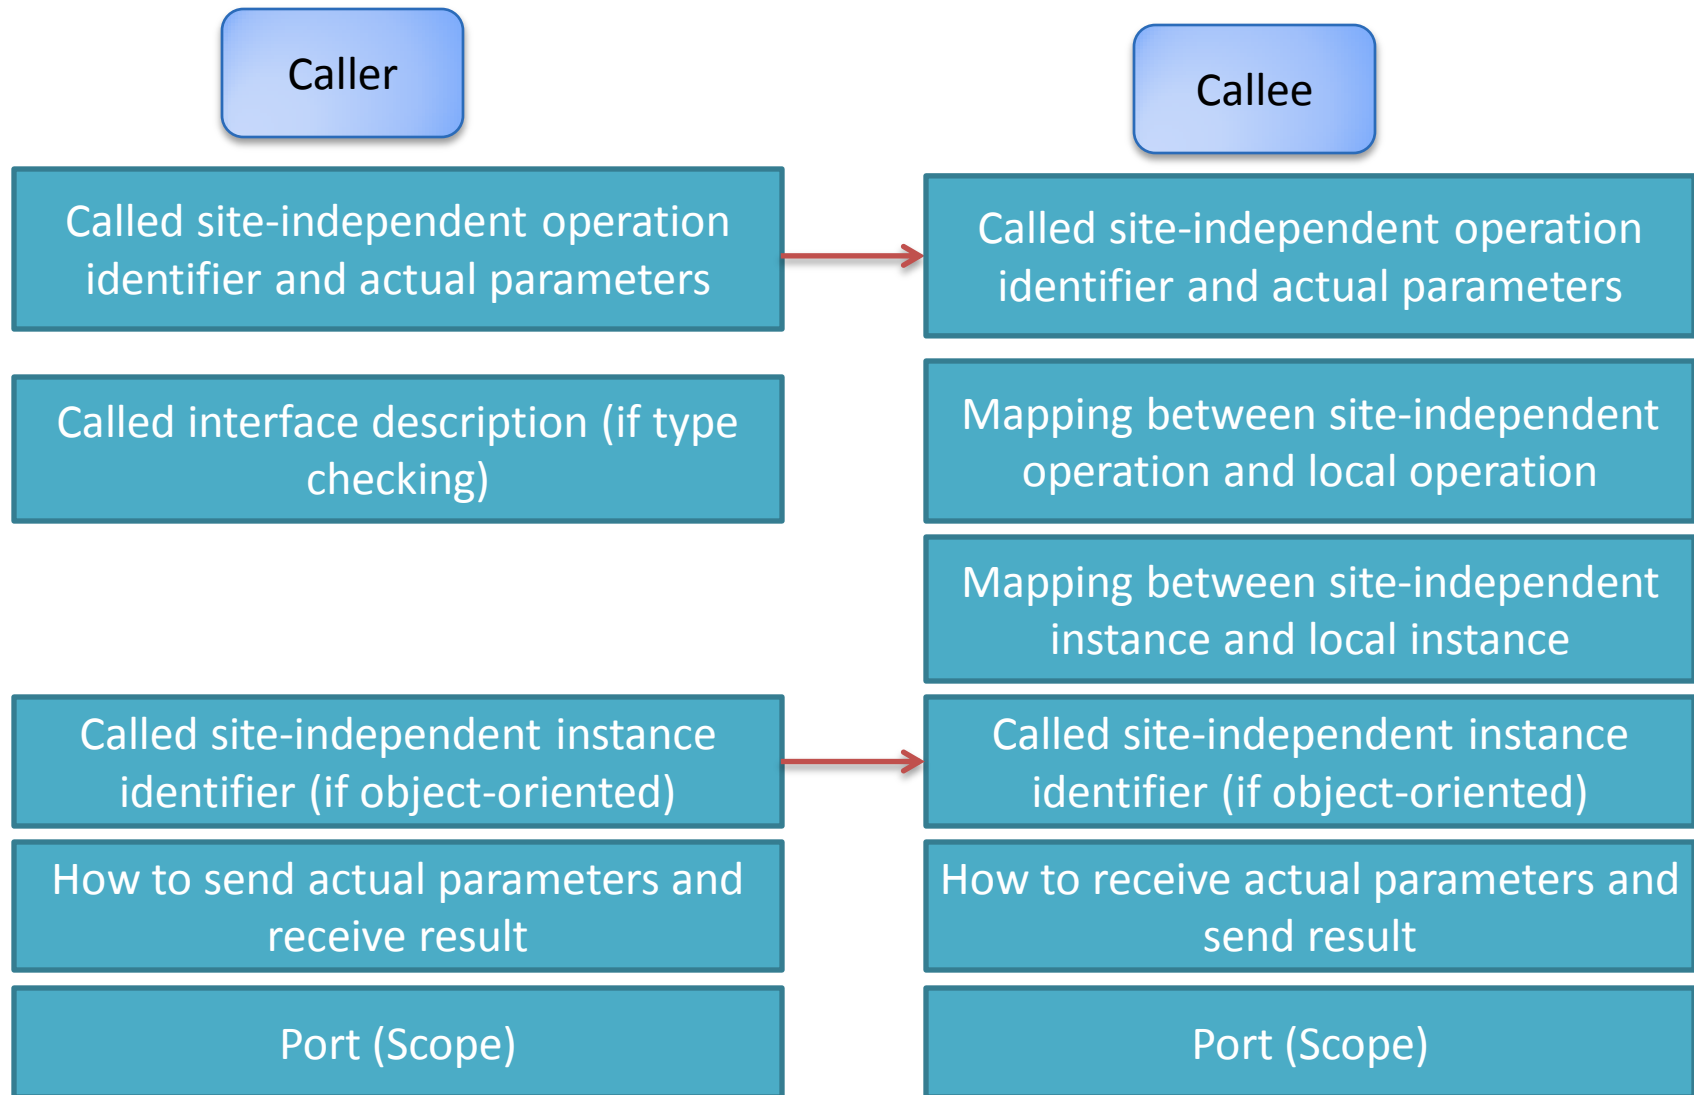 Caller
Callee
Called site-independent operation
identifier and actual parameters
Called site-independent operation
identifier and actual parameters
Called interface description (if type
checking)
Mapping between site-independent
operation and local operation
Mapping between site-independent
instance and local instance
Called site-independent instance
identifier (if object-oriented)
Called site-independent instance
identifier (if object-oriented)
How to send actual parameters and
receive result
How to receive actual parameters and
send result
Port (Scope)
Port (Scope)